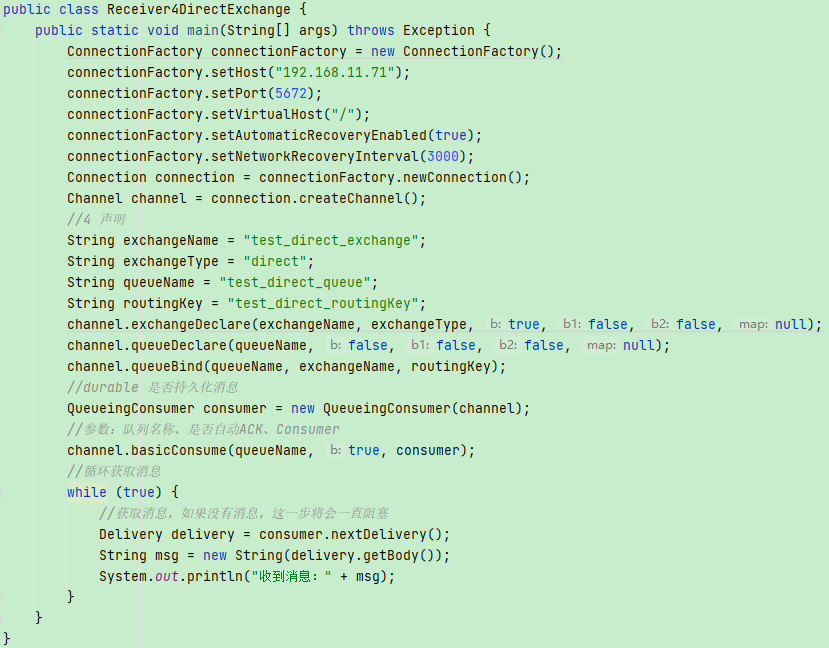 public class Receiver4DirectExchange {
    public static void main(String[] args) throws Exception {
        ConnectionFactory connectionFactory = new ConnectionFactory();
        connectionFactory.setHost("192.168.11.71");
        connectionFactory.setPort(5672);
        connectionFactory.setVirtualHost("/");
        connectionFactory.setAutomaticRecoveryEnabled(true);
        connectionFactory.setNetworkRecoveryInterval(3000);
        Connection connection = connectionFactory.newConnection();
        Channel channel = connection.createChannel();
        //4 声明
        String exchangeName = "test_direct_exchange";
        String exchangeType = "direct";
        String queueName = "test_direct_queue";
        String routingKey = "test_direct_routingKey";
        channel.exchangeDeclare(exchangeName, exchangeType, b: true, b1: false, b2: false, map: null);
        channel.queueDeclare(queueName, b: false, b1: false, b2: false, map: null);
        channel.queueBind(queueName, exchangeName, routingKey);
        //durable 是否持久化消息
        QueueingConsumer consumer = new QueueingConsumer(channel);
        //参数：队列名称、是否自动ACK、Consumer
        channel.basicConsume(queueName, b: true, consumer);
        //循环获取消息
        while (true) {
            //获取消息，如果没有消息，这一步将会一直阻塞
            Delivery delivery = consumer.nextDelivery();
            String msg = new String(delivery.getBody());
            System.out.println("收到消息：" + msg);
        }
    }
}